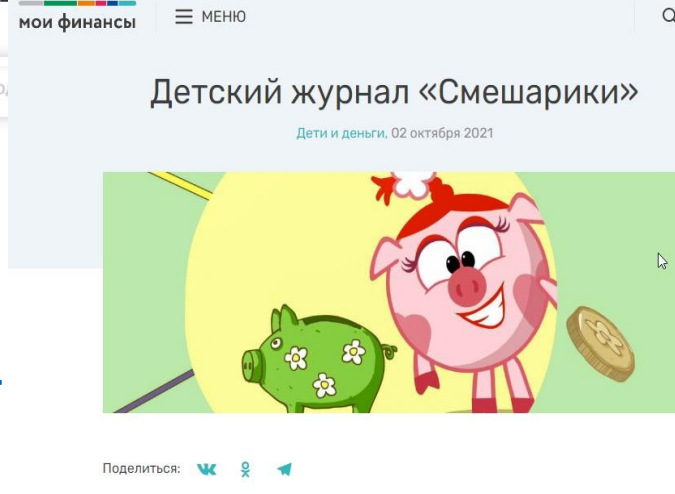 мои финансы
МЕНЮ
Детский журнал «Смешарики»
Дети и деньги, 02 октября 2021
Поделиться: